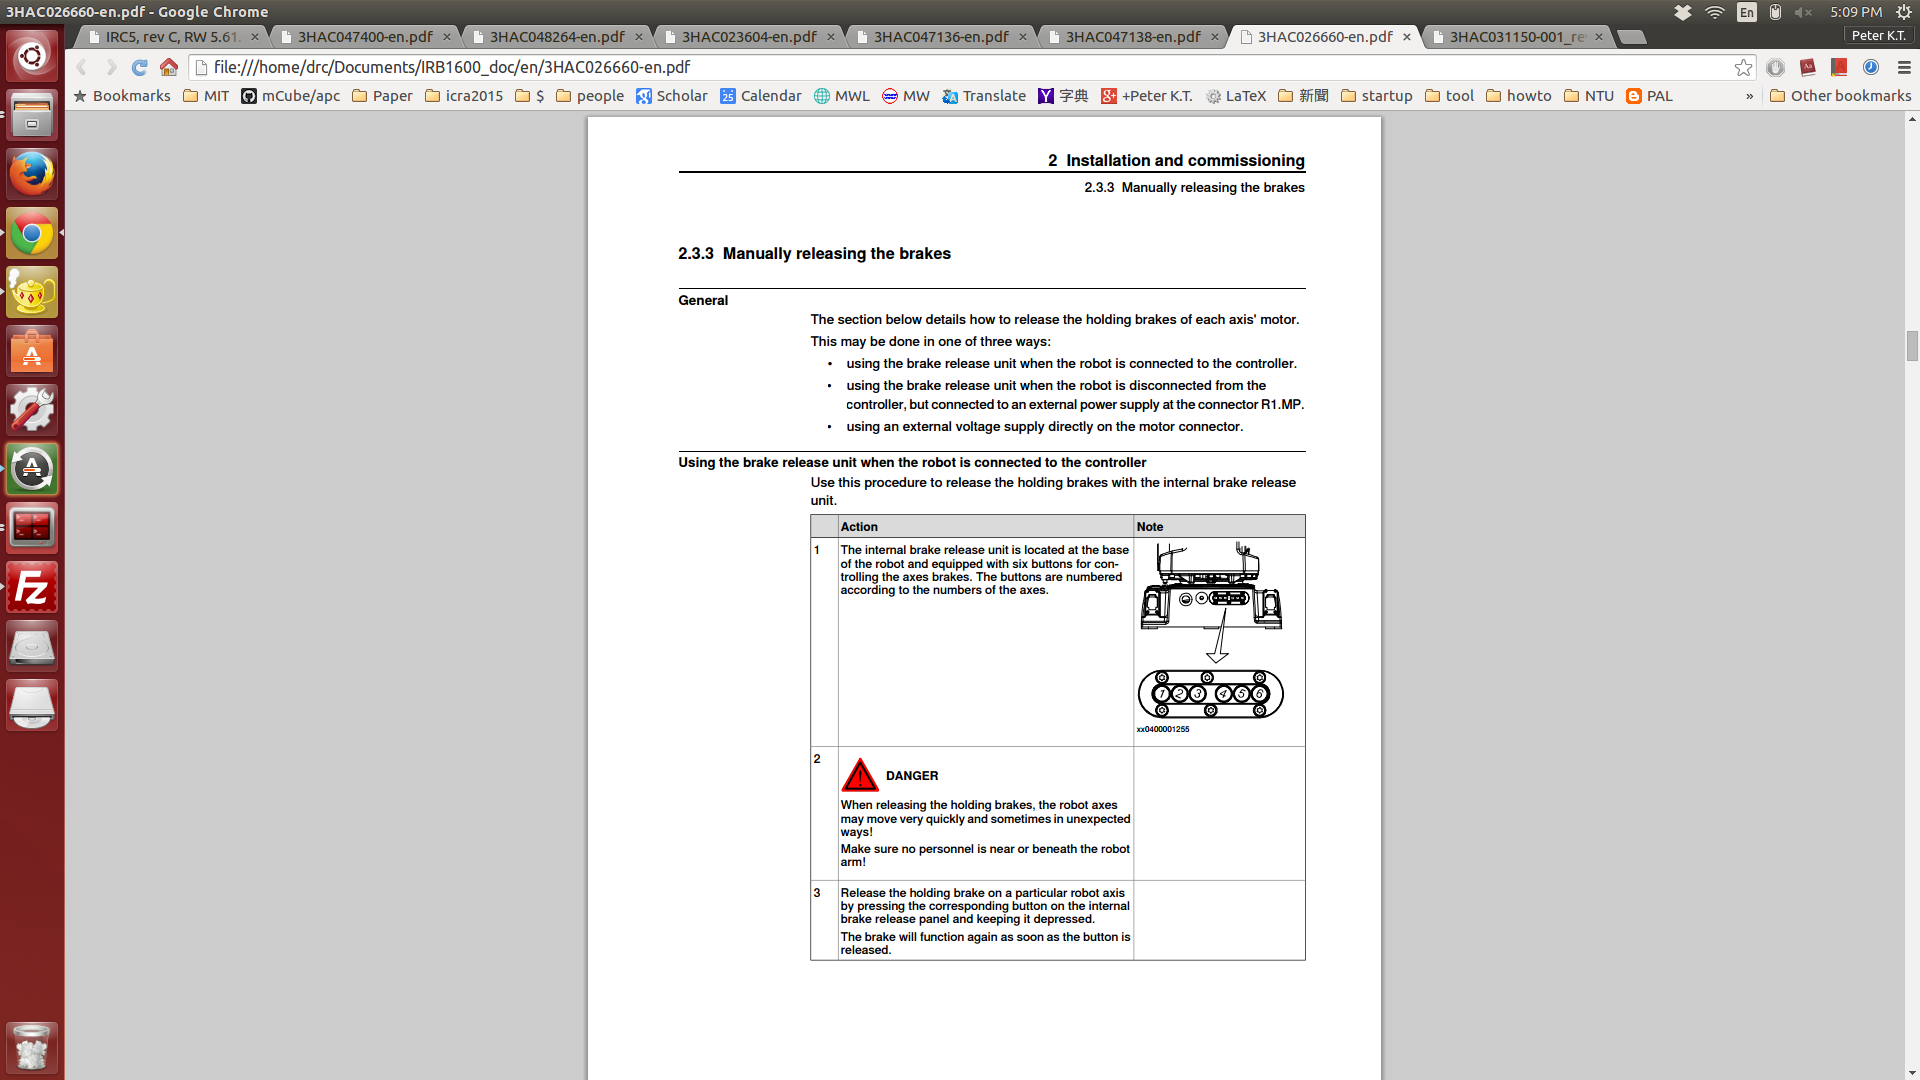 3HAC026660-en.pdf - Google Chrome
En
5:09 PM
IRC5, rev C, RW 5.61
3HAC047400-en.pdf
3HAC048264-en.pdf
3HAC023604-en.pdf
3HAC047136-en.pdf
3HAC047138-en.pdf
3HAC026660-en.pdf
3HAC031150-001_re
Peter K.T.
file:///home/drc/Documents/IRB1600_doc/en/3HAC026660-en.pdf
Bookmarks
MIT
mCube/apc
Paper
icra2015
$
people
Scholar
25 Calendar
MWL
MW
Translate
Y 字典
+Peter K.T.
LaTeX
新聞
startup
tool
howto
NTU
PAL
»
Other bookmarks
2 Installation and commissioning
2.3.3 Manually releasing the brakes
2.3.3 Manually releasing the brakes
General
The section below details how to release the holding brakes of each axis' motor.
This may be done in one of three ways:
• using the brake release unit when the robot is connected to the controller.
• using the brake release unit when the robot is disconnected from the
controller, but connected to an external power supply at the connector R1.MP.
• using an external voltage supply directly on the motor connector.
Using the brake release unit when the robot is connected to the controller
Use this procedure to release the holding brakes with the internal brake release
unit.
Action
Note
1
The internal brake release unit is located at the base
of the robot and equipped with six buttons for con-
trolling the axes brakes. The buttons are numbered
according to the numbers of the axes.
1 2 3 4 5 6
xx0400001255
2
! DANGER
When releasing the holding brakes, the robot axes
may move very quickly and sometimes in unexpected
ways!
Make sure no personnel is near or beneath the robot
arm!
3
Release the holding brake on a particular robot axis
by pressing the corresponding button on the internal
brake release panel and keeping it depressed.
The brake will function again as soon as the button is
released.
Fz